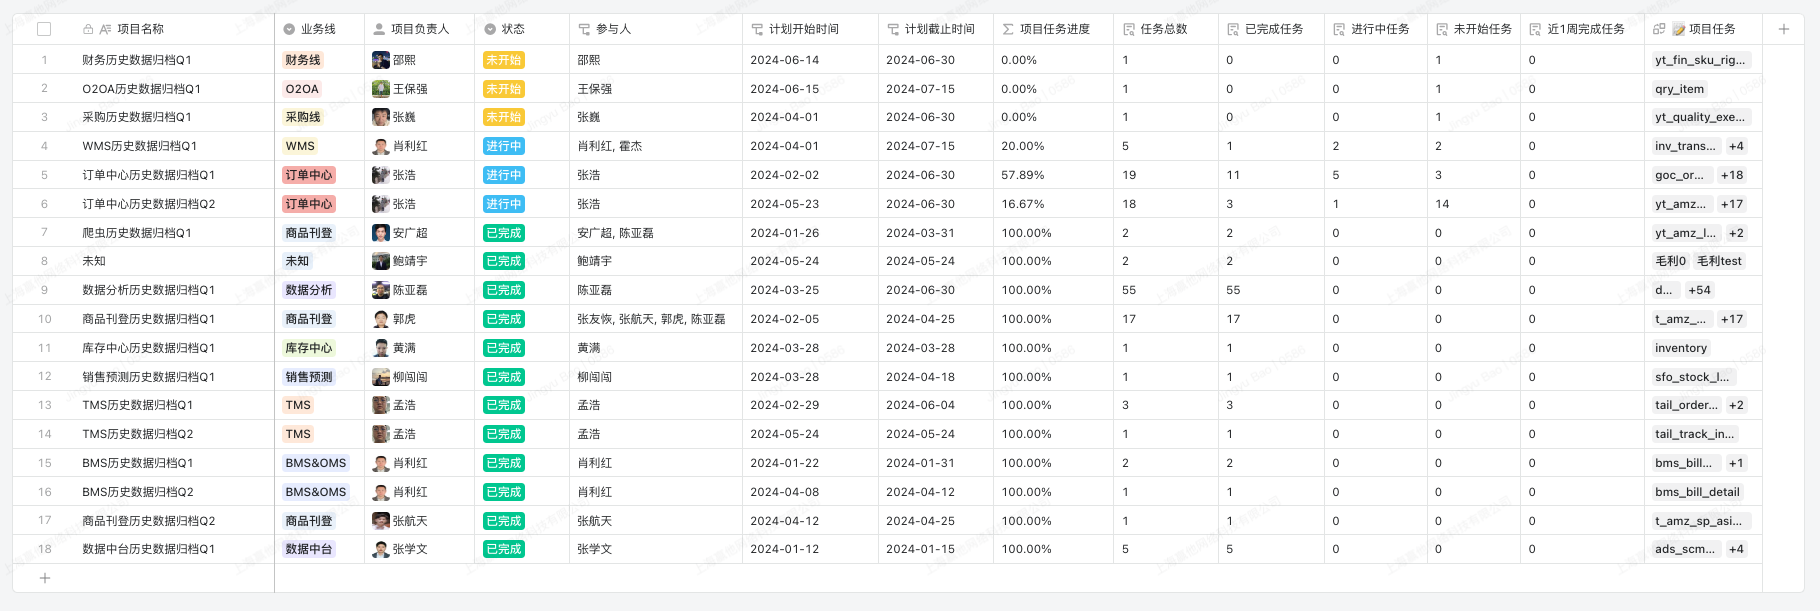 项目名称 业务线 项目负责人 状态 参与人 计划开始时间 计划截止时间 项目任务进度 任务总数 已完成任务 进行中任务 未开始任务 近1周完成任务 项目任务
1 财务历史数据归档Q1 财务线 邵熙 未开始 邵熙 2024-06-14 2024-06-30 0.00% 1 0 0 1 0 yt_fin_sku_rig...
2 O2OA历史数据归档Q1 O2OA 王保强 未开始 王保强 2024-06-15 2024-07-15 0.00% 1 0 0 1 0 qry_item
3 采购历史数据归档Q1 采购线 张巍 未开始 张巍 2024-04-01 2024-06-30 0.00% 1 0 0 1 0 yt_quality_exe...
4 WMS历史数据归档Q1 WMS 肖利红 进行中 肖利红, 霍杰 2024-04-01 2024-07-15 20.00% 5 1 2 2 0 inv_trans... +4
5 订单中心历史数据归档Q1 订单中心 张浩 进行中 张浩 2024-02-02 2024-06-30 57.89% 19 11 5 3 0 goc_or... +18
6 订单中心历史数据归档Q2 订单中心 张浩 进行中 张浩 2024-05-23 2024-06-30 16.67% 18 3 1 14 0 yt_amz... +17
7 爬虫历史数据归档Q1 商品刊登 安广超 已完成 安广超, 陈亚磊 2024-01-26 2024-03-31 100.00% 2 2 0 0 0 yt_amz_l... +2
8 未知 未知 鲍靖宇 已完成 鲍靖宇 2024-05-24 2024-05-24 100.00% 2 2 0 0 0 毛利0 毛利test
9 数据分析历史数据归档Q1 数据分析 陈亚磊 已完成 陈亚磊 2024-03-25 2024-06-30 100.00% 55 55 0 0 0 d... +54
10 商品刊登历史数据归档Q1 商品刊登 郭虎 已完成 张友恢, 张航天, 郭虎, 陈亚磊 2024-02-05 2024-04-25 100.00% 17 17 0 0 0 t_amz_... +17
11 库存中心历史数据归档Q1 库存中心 黄满 已完成 黄满 2024-03-28 2024-03-28 100.00% 1 1 0 0 0 inventory
12 销售预测历史数据归档Q1 销售预测 柳闯闯 已完成 柳闯闯 2024-03-28 2024-04-18 100.00% 1 1 0 0 0 sfo_stock_l...
13 TMS历史数据归档Q1 TMS 孟浩 已完成 孟浩 2024-02-29 2024-06-04 100.00% 3 3 0 0 0 tail_order... +2
14 TMS历史数据归档Q2 TMS 孟浩 已完成 孟浩 2024-05-24 2024-05-24 100.00% 1 1 0 0 0 tail_track_in...
15 BMS历史数据归档Q1 BMS&OMS 肖利红 已完成 肖利红 2024-01-22 2024-01-31 100.00% 2 2 0 0 0 bms_bill... +1
16 BMS历史数据归档Q2 BMS&OMS 肖利红 已完成 肖利红 2024-04-08 2024-04-12 100.00% 1 1 0 0 0 bms_bill_detail
17 商品刊登历史数据归档Q2 商品刊登 张航天 已完成 张航天 2024-04-12 2024-04-25 100.00% 1 1 0 0 0 t_amz_sp_asi...
18 数据中台历史数据归档Q1 数据中台 张学文 已完成 张学文 2024-01-12 2024-01-15 100.00% 5 5 0 0 0 ads_scm... +4